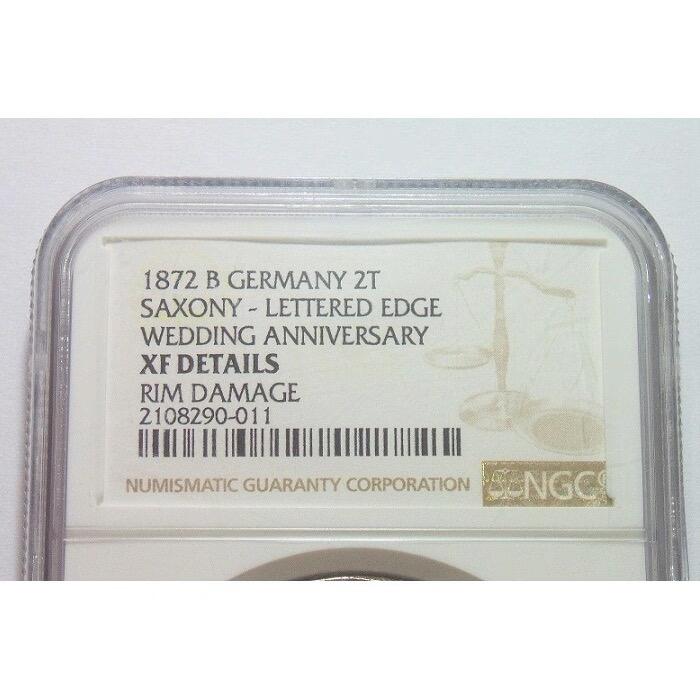 1872 B GERMANY 2T
SAXONY - LETTERED EDGE
WEDDING ANNIVERSARY
XF DETAILS
RIM DAMAGE
2108290-011
NUMISMATIC GUARANTY CORPORATION
NGC